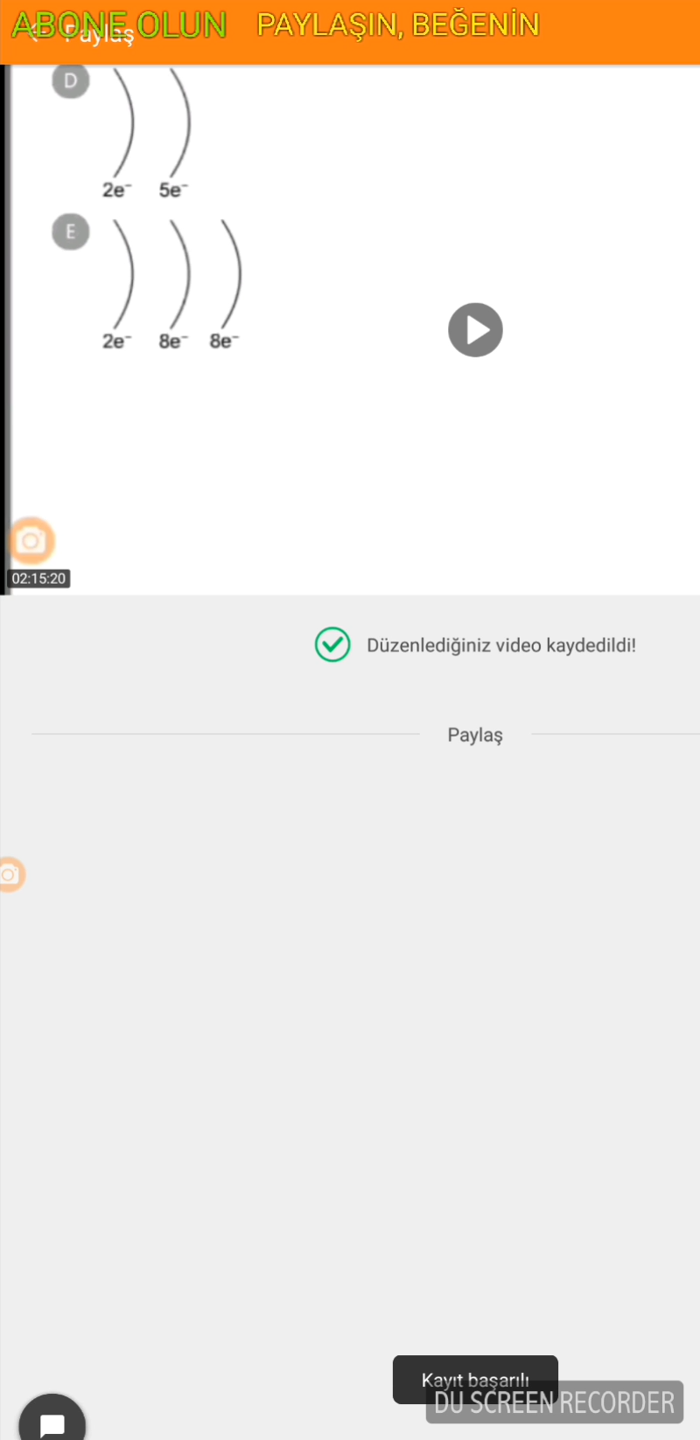 ABONE OLUN PAYLAŞIN, BEĞENİN
Paylaş
D
2e⁻ 5e⁻
E
2e⁻ 8e⁻ 8e⁻
02:15:20
Düzenlediğiniz video kaydedildi!
Paylaş
Kayıt başarılı
DU SCREEN RECORDER